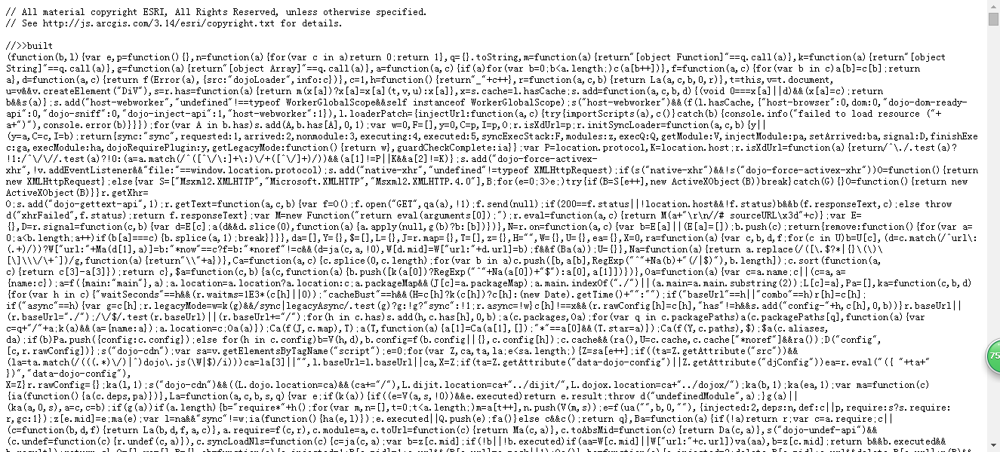 // All material copyright ESRI, All Rights Reserved, unless otherwise specified.
// See http://js.arcgis.com/3.14/esri/copyright.txt for details.
//>>built
(function(b,l){var e,p=function(){},n=function(a){for(var c in a)return 0;return 1},q={}.toString,m=function(a){return"[object Function]"==q.call(a)},k=function(a){return"[object
String]"==q.call(a)},g=function(a){return"[object Array]"==q.call(a)},a=function(a,c){if(a)for(var b=0;b<a.length;)c(a[b++])},f=function(a,c){for(var b in c)a[b]=c[b];return
a},d=function(a,c){return f(Error(a),{src:"dojoLoader",info:c})},c=1,h=function(){return"_"+c++},r=function(a,c,b){return La(a,c,b,0,r)},t=this,v=t.document,
u=v&&v.createElement("DiV"),s=r.has=function(a){return m(x[a])?x[a]=x[a](t,v,u):x[a]},x=s.cache=l.hasCache;s.add=function(a,c,b,d){(void 0===x[a]||d)&&(x[a]=c);return
b&&s(a)};s.add("host-webworker","undefined"!==typeof WorkerGlobalScope&&self instanceof WorkerGlobalScope);s("host-webworker")&&(f(l.hasCache,{"host-browser":0,dom:0,"dojo-dom-ready-
api":0,"dojo-sniff":0,"dojo-inject-api":1,"host-webworker":1}),l.loaderPatch={injectUrl:function(a,c){try{importScripts(a),c()}catch(b){console.info("failed to load resource ("+
a+")"),console.error(b)}}});for(var A in b.has)s.add(A,b.has[A],0,1);var w=0,F=[],y=0,C=p,I=p,O;r.isXdUrl=p;r.initSyncLoader=function(a,c,b){y||
(y=a,C=c,I=b);return{sync:"sync",requested:1,arrived:2,nonmodule:3,executing:4,executed:5,syncExecStack:F,modules:z,execQ:Q,getModule:V,injectModule:pa,setArrived:ba,signal:D,finishExe
c:ga,execModule:ha,dojoRequirePlugin:y,getLegacyMode:function(){return w},guardCheckComplete:ia}};var P=location.protocol,K=location.host;r.isXdUrl=function(a){return/^\./.test(a)?
!1:/^\/\//.test(a)?!0:(a=a.match(/^([^\/\:]+\:)\/+([^\/]+)/))&&(a[1]!=P||K&&a[2]!=K)};s.add("dojo-force-activex-
xhr",!v.addEventListener&&"file:"==window.location.protocol);s.add("native-xhr","undefined"!=typeof XMLHttpRequest);if(s("native-xhr")&&!s("dojo-force-activex-xhr"))O=function(){return
new XMLHttpRequest};else{var S=["Msxml2.XMLHTTP","Microsoft.XMLHTTP","Msxml2.XMLHTTP.4.0"],B;for(e=0;3>e;)try{if(B=S[e++],new ActiveXObject(B))break}catch(G){}O=function(){return new
ActiveXObject(B)}}r.getXhr=
O;s.add("dojo-gettext-api",1);r.getText=function(a,c,b){var f=O();f.open("GET",qa(a),!1);f.send(null);if(200==f.status||!location.host&&!f.status)b&&b(f.responseText,c);else throw
d("xhrFailed",f.status);return f.responseText};var M=new Function("return eval(arguments[0]);");r.eval=function(a,c){return M(a+"\r\n//# sourceURL\x3d"+c)};var E=
{},D=r.signal=function(c,b){var d=E[c];a(d&&d.slice(0),function(a){a.apply(null,g(b)?b:[b])})},N=r.on=function(a,c){var b=E[a]||(E[a]=[]);b.push(c);return{remove:function(){for(var a=
0;a<b.length;a++)if(b[a]===c){b.splice(a,1);break}}}},da=[],Y={},$=[],L={},J=r.map={},T=[],z={},H="",W={},U={},ea={},X=0,ra=function(a){var c,b,d,f;for(c in U)b=U[c],(d=c.match(/^url\:
(.+)/))?W["url:"+Ma(d[1],a)]=b:"*now"==c?f=b:"*noref"!=c&&(d=ja(c,a,!0),W[d.mid]=W["url:"+d.url]=b);f&&f(Ba(a));U={}},Na=function(a){return a.replace(/([\.$?*|{}\(\)\
[\]\\\/\+^])/g,function(a){return"\\"+a})},Ca=function(a,c){c.splice(0,c.length);for(var b in a)c.push([b,a[b],RegExp("^"+Na(b)+"(/|$)"),b.length]);c.sort(function(a,
c){return c[3]-a[3]});return c},$a=function(c,b){a(c,function(a){b.push([k(a[0])?RegExp("^"+Na(a[0])+"$"):a[0],a[1]])})},Oa=function(a){var c=a.name;c||(c=a,a=
{name:c});a=f({main:"main"},a);a.location=a.location?a.location:c;a.packageMap&&(J[c]=a.packageMap);a.main.indexOf("./")||(a.main=a.main.substring(2));L[c]=a},Pa=[],ka=function(c,b,d)
{for(var h in c){"waitSeconds"==h&&(r.waitms=1E3*(c[h]||0));"cacheBust"==h&&(H=c[h]?k(c[h])?c[h]:(new Date).getTime()+"":"");if("baseUrl"==h||"combo"==h)r[h]=c[h];
if("async"==h){var g=c[h];r.legacyMode=w=k(g)&&/sync|legacyAsync/.test(g)?g:!g?"sync":!1;r.async=!w}c[h]!==x&&(r.rawConfig[h]=c[h],"has"!=h&&s.add("config-"+h,c[h],0,b))}r.baseUrl||
(r.baseUrl="./");/\/$/.test(r.baseUrl)||(r.baseUrl+="/");for(h in c.has)s.add(h,c.has[h],0,b);a(c.packages,Oa);for(var q in c.packagePaths)a(c.packagePaths[q],function(a){var
c=q+"/"+a;k(a)&&(a={name:a});a.location=c;Oa(a)});Ca(f(J,c.map),T);a(T,function(a){a[1]=Ca(a[1],[]);"*"==a[0]&&(T.star=a)});Ca(f(Y,c.paths),$);$a(c.aliases,
da);if(b)Pa.push({config:c.config});else for(h in c.config)b=V(h,d),b.config=f(b.config||{},c.config[h]);c.cache&&(ra(),U=c.cache,c.cache["*noref"]&&ra());D("config",
[c,r.rawConfig])};s("dojo-cdn");var sa=v.getElementsByTagName("script");e=0;for(var Z,ca,ta,la;e<sa.length;){Z=sa[e++];if((ta=Z.getAttribute("src"))&&
(la=ta.match(/(((.*)\/)|^)dojo\.js(\W|$)/i)))ca=la[3]||"",l.baseUrl=l.baseUrl||ca,X=Z;if(ta=Z.getAttribute("data-dojo-config")||Z.getAttribute("djConfig"))ea=r.eval("({ "+ta+"
})","data-dojo-config"),
X=Z}r.rawConfig={};ka(l,1);s("dojo-cdn")&&((L.dojo.location=ca)&&(ca+="/"),L.dijit.location=ca+"../dijit/",L.dojox.location=ca+"../dojox/");ka(b,1);ka(ea,1);var ma=function(c)
{ia(function(){a(c.deps,pa)})},La=function(a,c,b,s,q){var e;if(k(a)){if((e=V(a,s,!0))&&e.executed)return e.result;throw d("undefinedModule",a);}g(a)||
(ka(a,0,s),a=c,c=b);if(g(a))if(a.length){b="require*"+h();for(var m,n=[],t=0;t<a.length;)m=a[t++],n.push(V(m,s));e=f(ua("",b,0,""),{injected:2,deps:n,def:c||p,require:s?s.require:
r,gc:1});z[e.mid]=e;ma(e);var l=na&&"sync"!=w;ia(function(){ha(e,l)});e.executed||Q.push(e);fa()}else c&&c();return q},Ba=function(a){if(!a)return r;var c=a.require;c||
(c=function(b,d,f){return La(b,d,f,a,c)},a.require=f(c,r),c.module=a,c.toUrl=function(c){return Ma(c,a)},c.toAbsMid=function(c){return Da(c,a)},s("dojo-undef-api")&&
(c.undef=function(c){r.undef(c,a)}),c.syncLoadNls=function(c){c=ja(c,a);var b=z[c.mid];if(!b||!b.executed)if(aa=W[c.mid]||W["url:"+c.url])va(aa),b=z[c.mid];return b&&b.executed&&
75